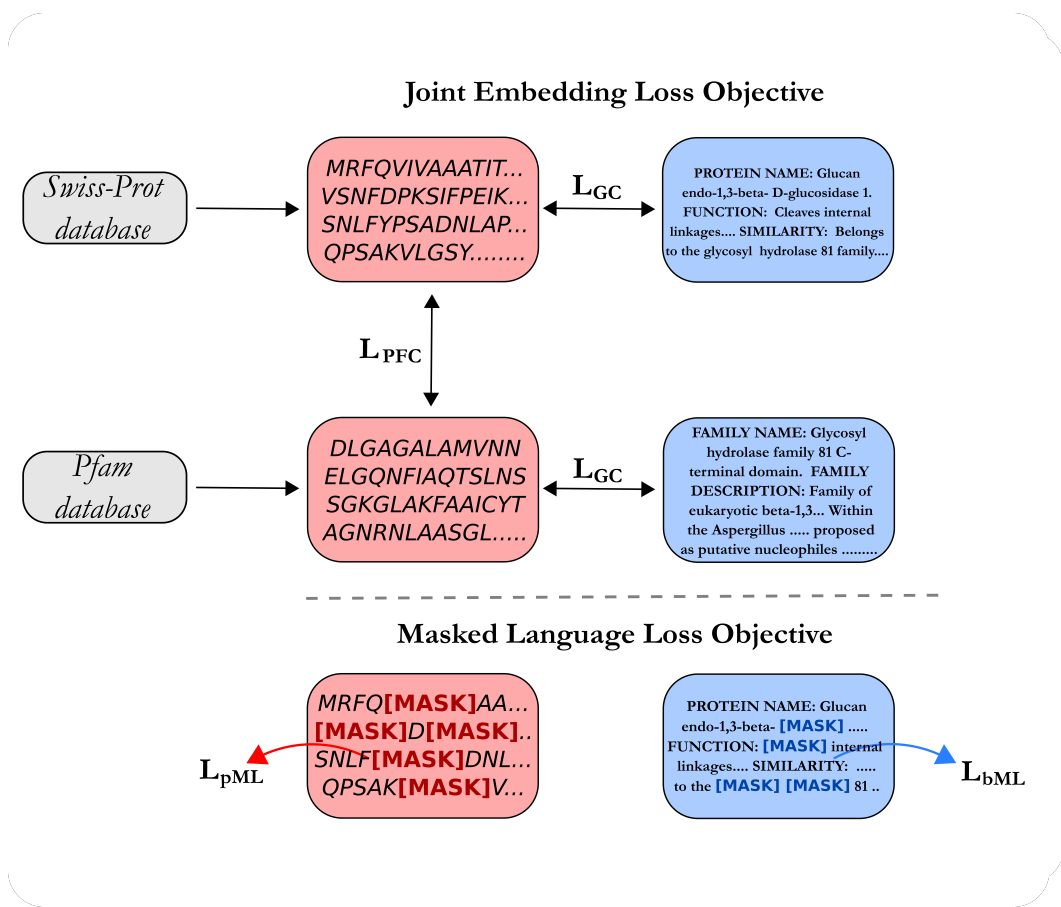 Joint Embedding Loss Objective
Swiss-Prot
database
MRFQVIVAAATIT...
VSNFDPKSIFPEIK...
SNLFYPSADNLAP...
QPSAKVLGSY........
LGC
PROTEIN NAME: Glucan
endo-1,3-beta- D-glucosidase 1.
FUNCTION: Cleaves internal
linkages.... SIMILARITY: Belongs
to the glycosyl hydrolase 81 family....
LPFC
Pfam
database
DLGAGALAMVNN
ELGQNFIAQTSLNS
SGKGLAKFAAICYT
AGNRNLAASGL.....
LGC
FAMILY NAME: Glycosyl
hydrolase family 81 C-
terminal domain. FAMILY
DESCRIPTION: Family of
eukaryotic beta-1,3... Within
the Aspergillus ..... proposed
as putative nucleophiles .........
Masked Language Loss Objective
MRFQ[MASK]AA...
[MASK]D[MASK]..
SNLF[MASK]DNL...
QPSAK[MASK]V...
LpML
PROTEIN NAME: Glucan
endo-1,3-beta- [MASK] .....
FUNCTION: [MASK] internal
linkages.... SIMILARITY: .....
to the [MASK] [MASK] 81 ..
LbML